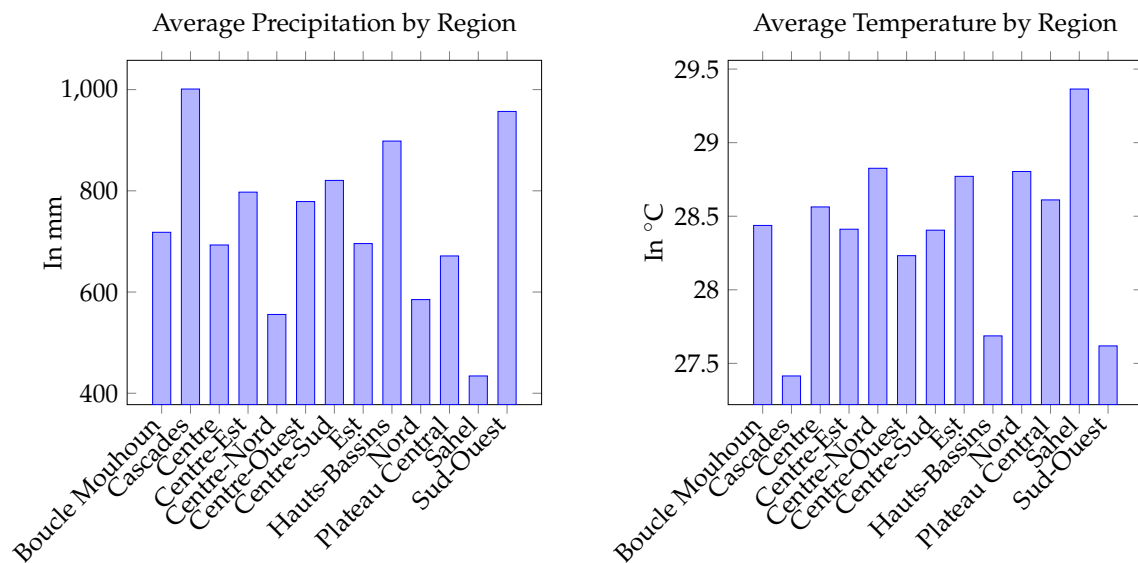 Average Precipitation by Region
1,000
800
600
400
In mm
Boucle Mouhoun
Cascades
Centre
Centre-Est
Centre-Nord
Centre-Ouest
Centre-Sud
Est
Hauts-Bassins
Nord
Plateau Central
Sahel
Sud-Ouest
Average Temperature by Region
29.5
29
28.5
28
27.5
In °C
Boucle Mouhoun
Cascades
Centre
Centre-Est
Centre-Nord
Centre-Ouest
Centre-Sud
Est
Hauts-Bassins
Nord
Plateau Central
Sahel
Sud-Ouest